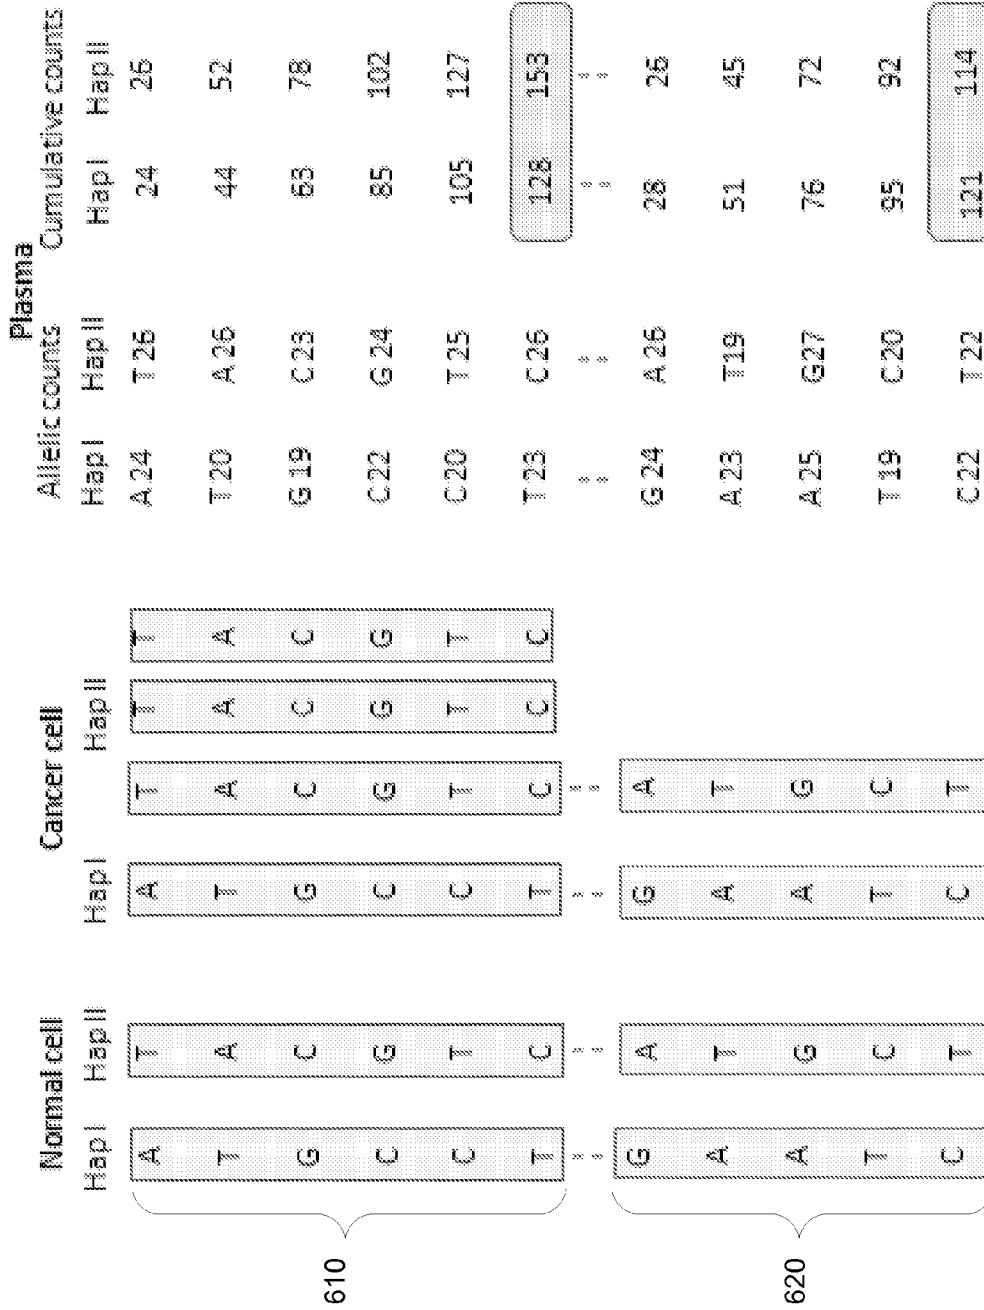 Plasma
Normal cell Cancer cell Allelic counts Cumulative counts
Hap I Hap II Hap I Hap II Hap I Hap II Hap I Hap II
A T A T T T A 24 T 26 24 26
T A T A A A T 20 A 26 44 52
G C G C C C G 19 C 23 63 78
610
C G C G G G C 22 G 24 85 102
C T C T T T C 20 T 25 105 127
T C T C C C T 23 C 26 128 153
G A G A G 24 A 26 28 26
A T A T A 23 T 19 51 45
620
A G A G A 25 G 27 76 72
T C T C T 19 C 20 95 92
C T C T C 22 T 22 121 114